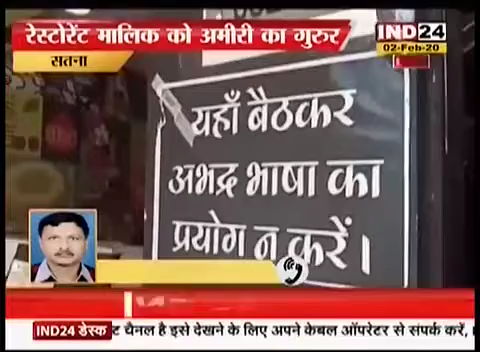 रेस्टोरेंट मालिक को अमीरी का गुरुर
IND24
02-Feb-20
सतना
यहाँ बैठकर
अभद्र भाषा का
प्रयोग न करें।
IND24 डेस्क
ट चैनल है इसे देखने के लिए अपने केबल ऑपरेटर से संपर्क करें,